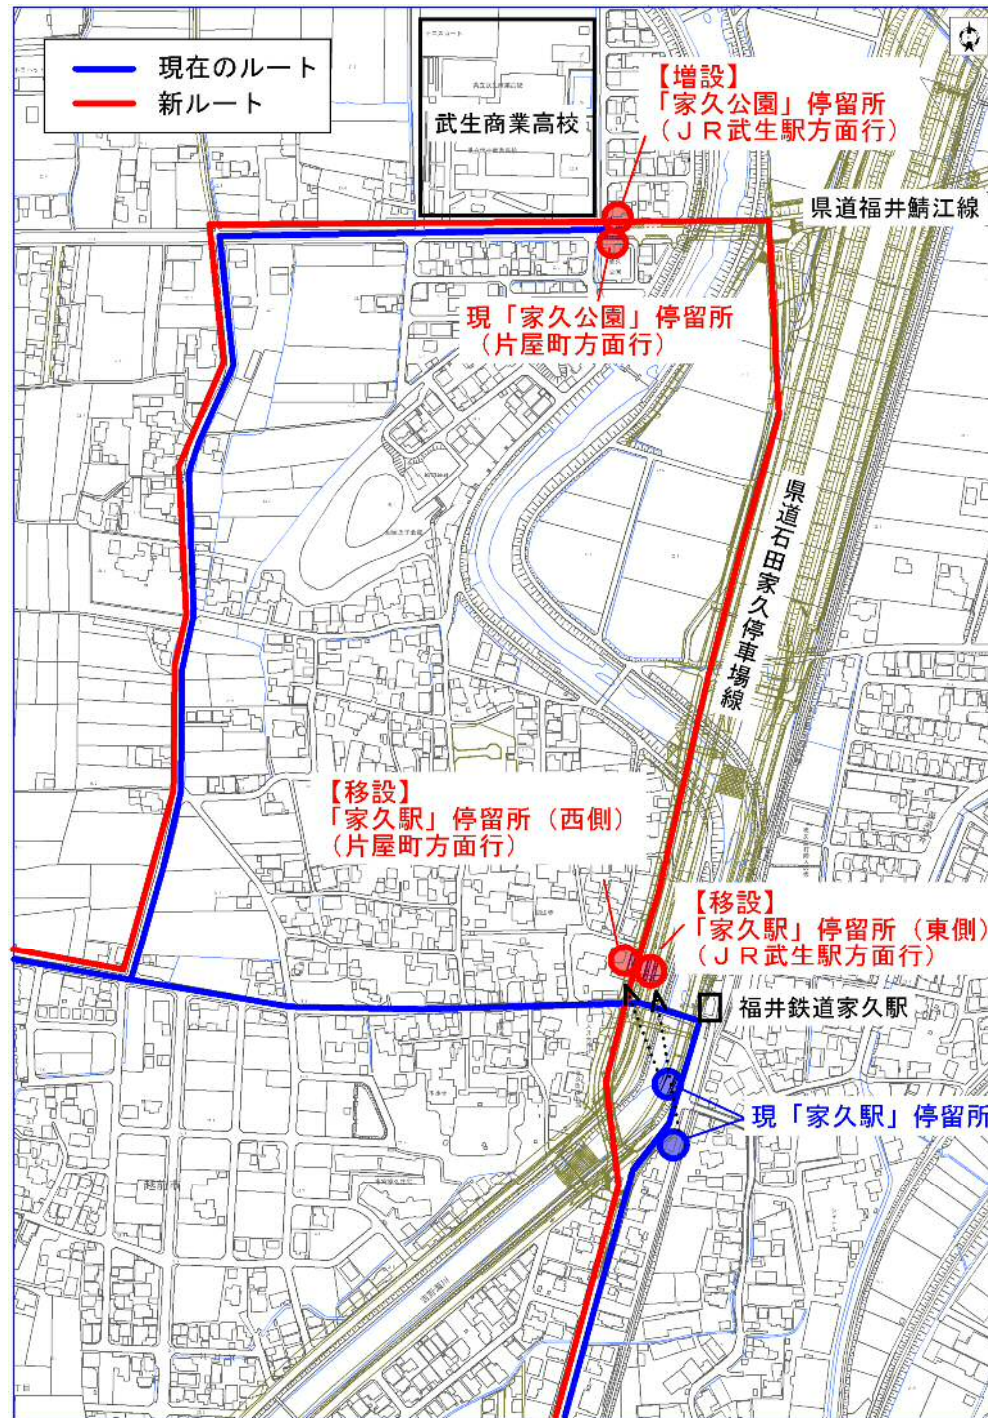 現在のルート
新ルート
武生商業高校
【増設】
「家久公園」停留所
(JR武生駅方面行)
県道福井鯖江線
現「家久公園」停留所
(片屋町方面行)
県道石田家久停車場線
【移設】
「家久駅」停留所(西側)
(片屋町方面行)
【移設】
「家久駅」停留所(東側)
(JR武生駅方面行)
福井鉄道家久駅
現「家久駅」停留所